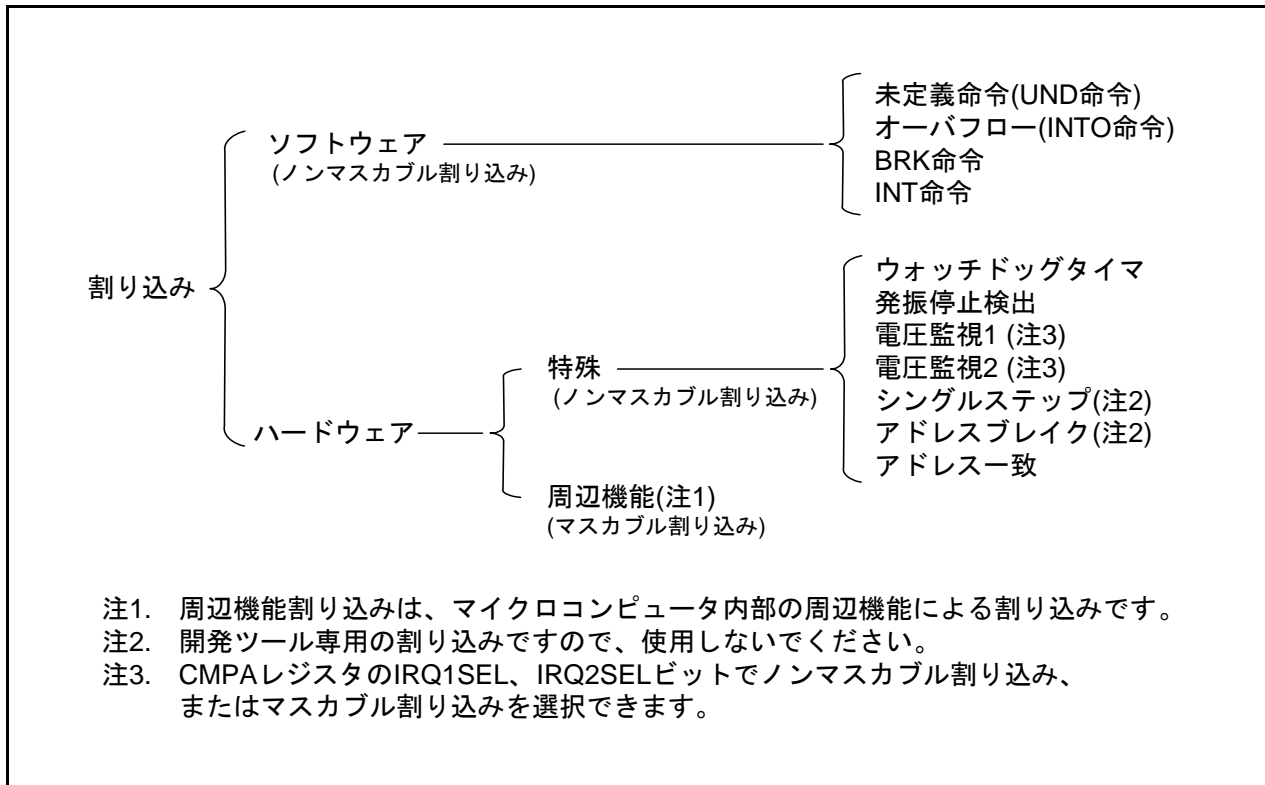 未定義命令(UND命令)
オーバフロー(INTO命令)
BRK命令
INT命令
ソフトウェア
(ノンマスカブル割り込み)
割り込み
ウォッチドッグタイマ
発振停止検出
電圧監視1 (注3)
電圧監視2 (注3)
シングルステップ(注2)
アドレスブレイク(注2)
アドレス一致
特殊
(ノンマスカブル割り込み)
ハードウェア
周辺機能(注1)
(マスカブル割り込み)
注1. 周辺機能割り込みは、マイクロコンピュータ内部の周辺機能による割り込みです。
注2. 開発ツール専用の割り込みですので、使用しないでください。
注3. CMPAレジスタのIRQ1SEL、IRQ2SELビットでノンマスカブル割り込み、
またはマスカブル割り込みを選択できます。